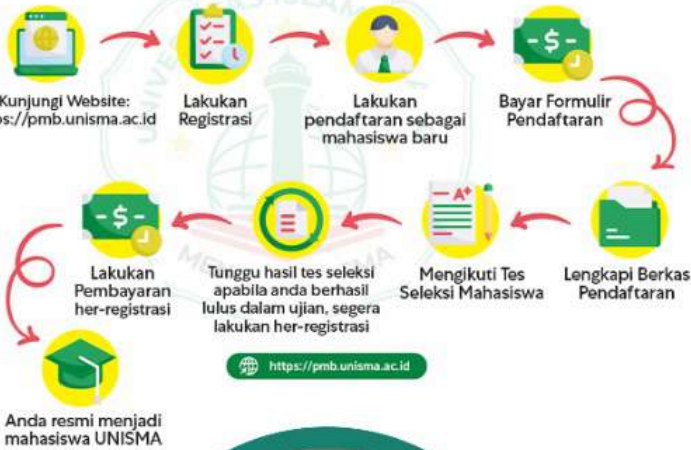 Kunjungi Website:
ps://pmb.unisma.ac.id
Lakukan
Registrasi
Lakukan
pendaftaran sebagai
mahasiswa baru
Bayar Formulir
Pendaftaran
Lengkapi Berkas
Pendaftaran
A+
Mengikuti Tes
Seleksi Mahasiswa
Tunggu hasil tes seleksi
apabila anda berhasil
lulus dalam ujian, segera
lakukan her-registrasi
Lakukan
Pembayaran
her-registrasi
https://pmb.unisma.ac.id
Anda resmi menjadi
mahasiswa UNISMA